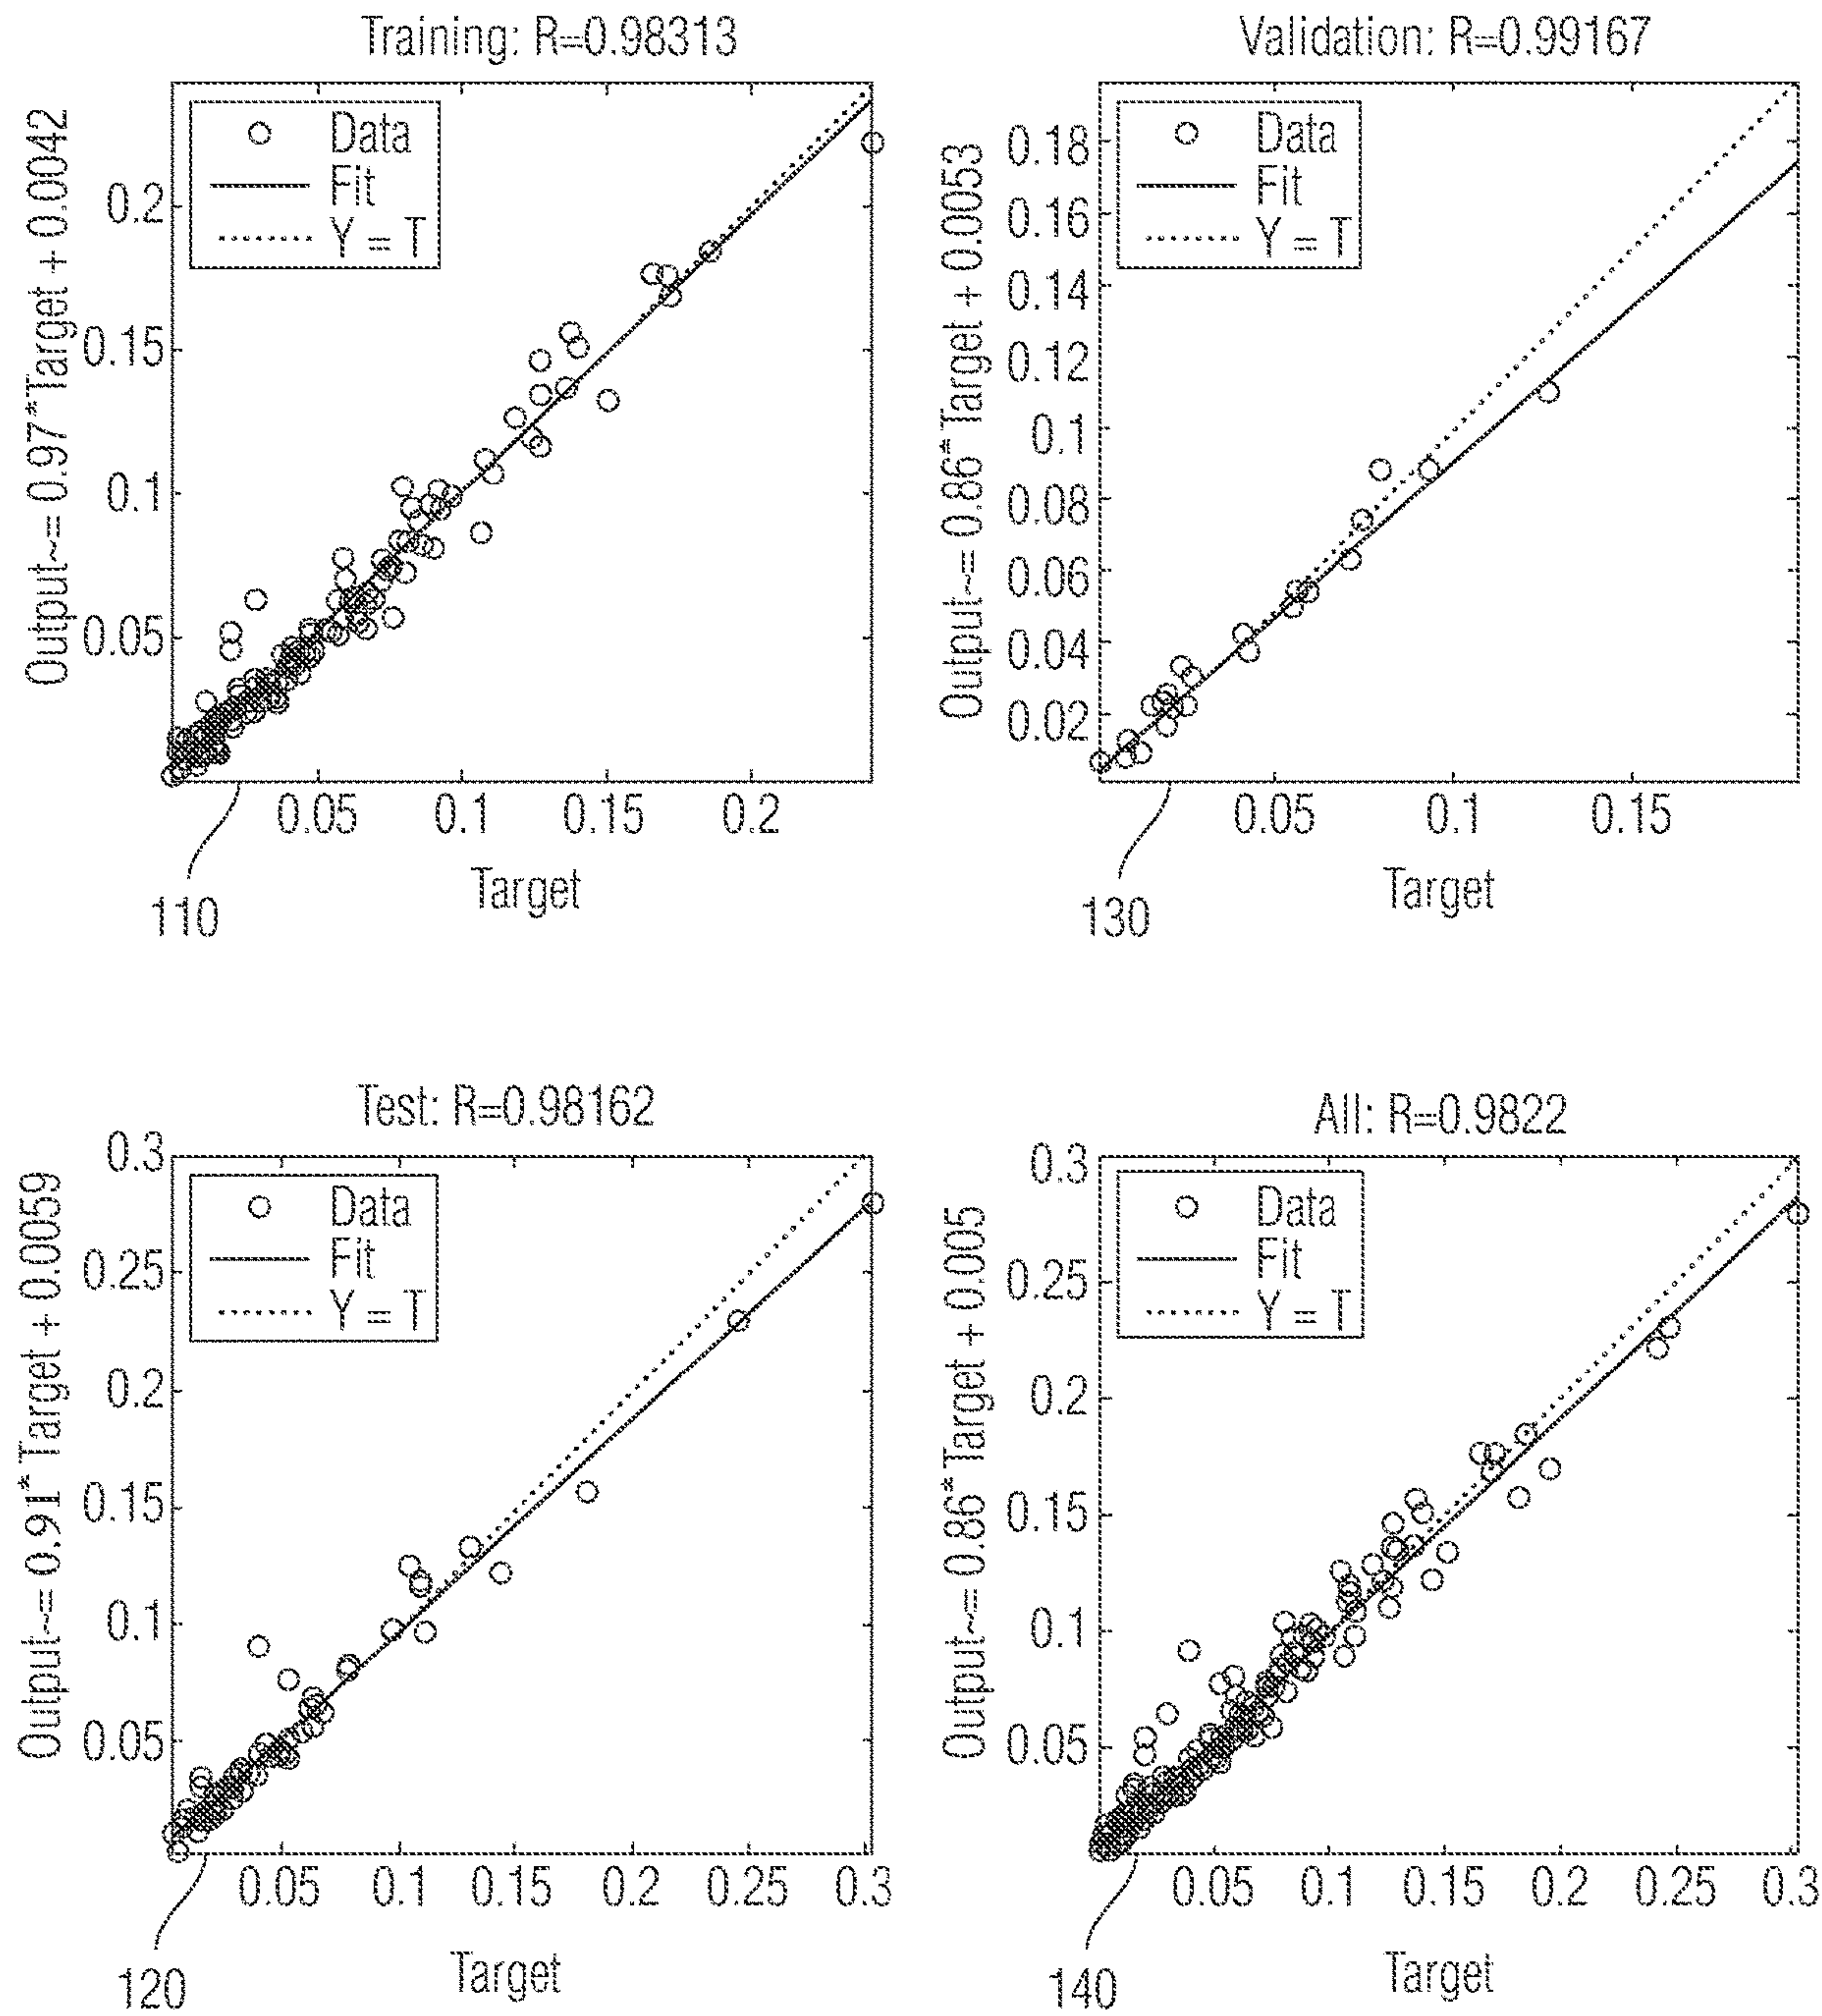 Training: R=0.98313
Output~= 0.97*Target + 0.0042
Data
Fit
Y = T
0.2
0.15
0.1
0.05
0.05 0.1 0.15 0.2
Target
110
Validation: R=0.99167
Output~= 0.86* Target + 0.0053
Data
Fit
Y = T
0.18
0.16
0.14
0.12
0.1
0.08
0.06
0.04
0.02
0.05 0.1 0.15
Target
130
Test: R=0.98162
Output~= 0.91* Target + 0.0059
Data
Fit
Y = T
0.3
0.25
0.2
0.15
0.1
0.05
0.05 0.1 0.15 0.2 0.25 0.3
Target
120
All: R=0.9822
Output~= 0.86* Target + 0.005
Data
Fit
Y = T
0.3
0.25
0.2
0.15
0.1
0.05
0.05 0.1 0.15 0.2 0.25 0.3
Target
140